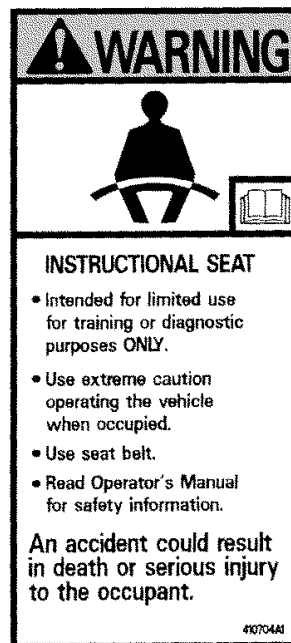 WARNING
INSTRUCTIONAL SEAT
• Intended for limited use
for training or diagnostic
purposes ONLY.
• Use extreme caution
operating the vehicle
when occupied.
• Use seat belt.
• Read Operator's Manual
for safety information.
An accident could result
in death or serious injury
to the occupant.
410704A1